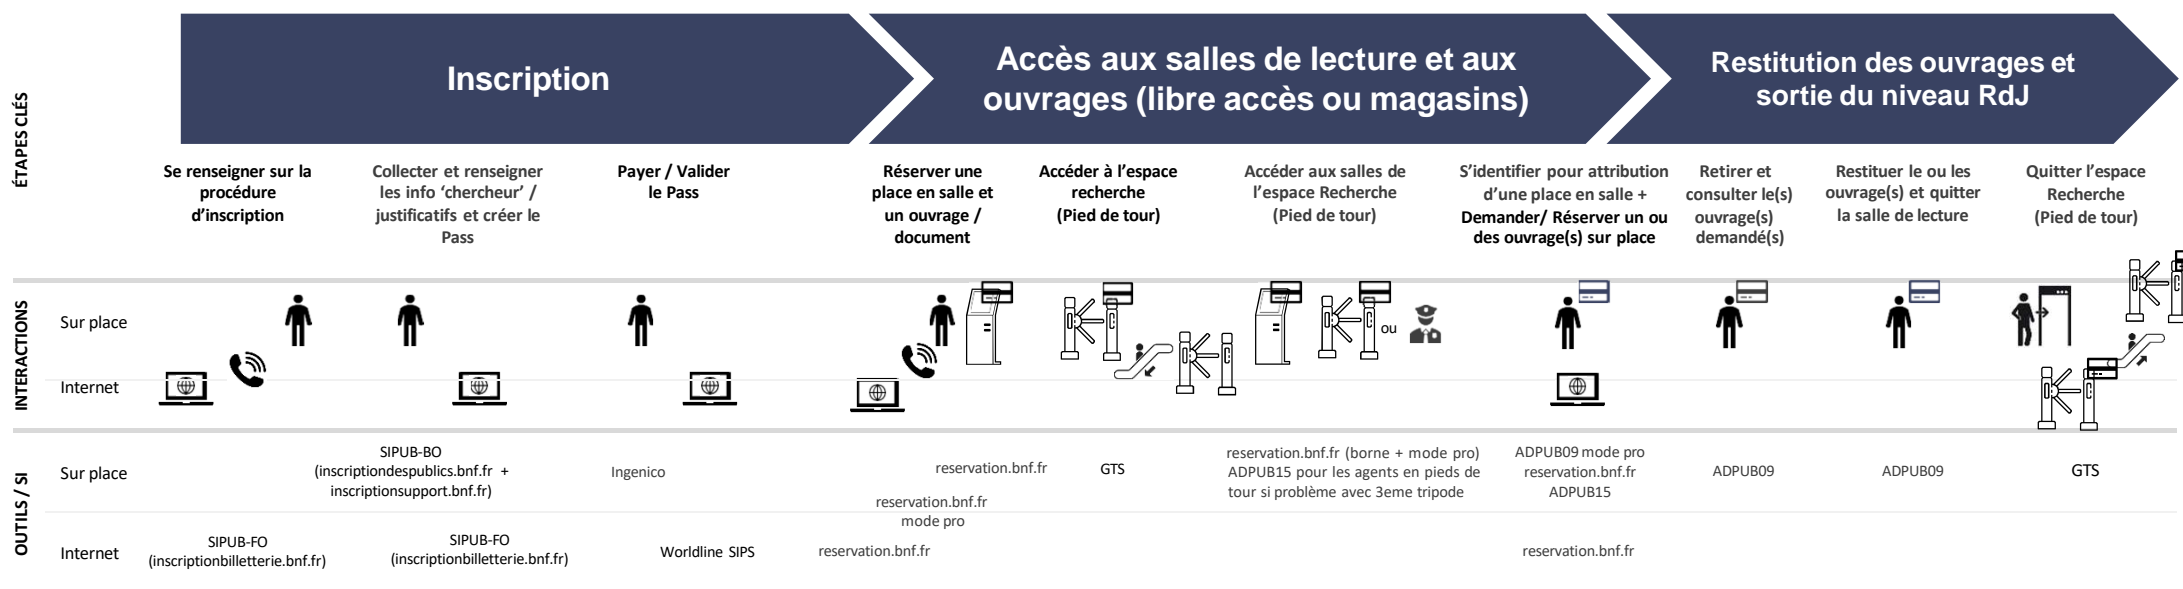 Inscription
Accès aux salles de lecture et aux
ouvrages (libre accès ou magasins)
Restitution des ouvrages et
sortie du niveau RdJ
ÉTAPES CLÉS
Se renseigner sur la
procédure
d’inscription
Collecter et renseigner
les info ‘chercheur’ /
justificatifs et créer le
Pass
Payer / Valider
le Pass
Réserver une
place en salle et
un ouvrage /
document
Accéder à l’espace
recherche
(Pied de tour)
Accéder aux salles de
l’espace Recherche
(Pied de tour)
S’identifier pour attribution
d’une place en salle +
Demander/ Réserver un ou
des ouvrage(s) sur place
Retirer et
consulter le(s)
ouvrage(s)
demandé(s)
Restituer le ou les
ouvrage(s) et quitter
la salle de lecture
Quitter l’espace
Recherche
(Pied de tour)
INTERACTIONS
Sur place
ou
Internet
OUTILS / SI
Sur place
SIPUB-BO
(inscriptiondespublics.bnf.fr +
inscriptionsupport.bnf.fr)
Ingenico
reservation.bnf.fr
reservation.bnf.fr
mode pro
GTS
reservation.bnf.fr (borne + mode pro)
ADPUB15 pour les agents en pieds de
tour si problème avec 3eme tripode
ADPUB09 mode pro
reservation.bnf.fr
ADPUB15
ADPUB09
ADPUB09
GTS
Internet
SIPUB-FO
(inscriptionbilletterie.bnf.fr)
SIPUB-FO
(inscriptionbilletterie.bnf.fr)
Worldline SIPS
reservation.bnf.fr
reservation.bnf.fr